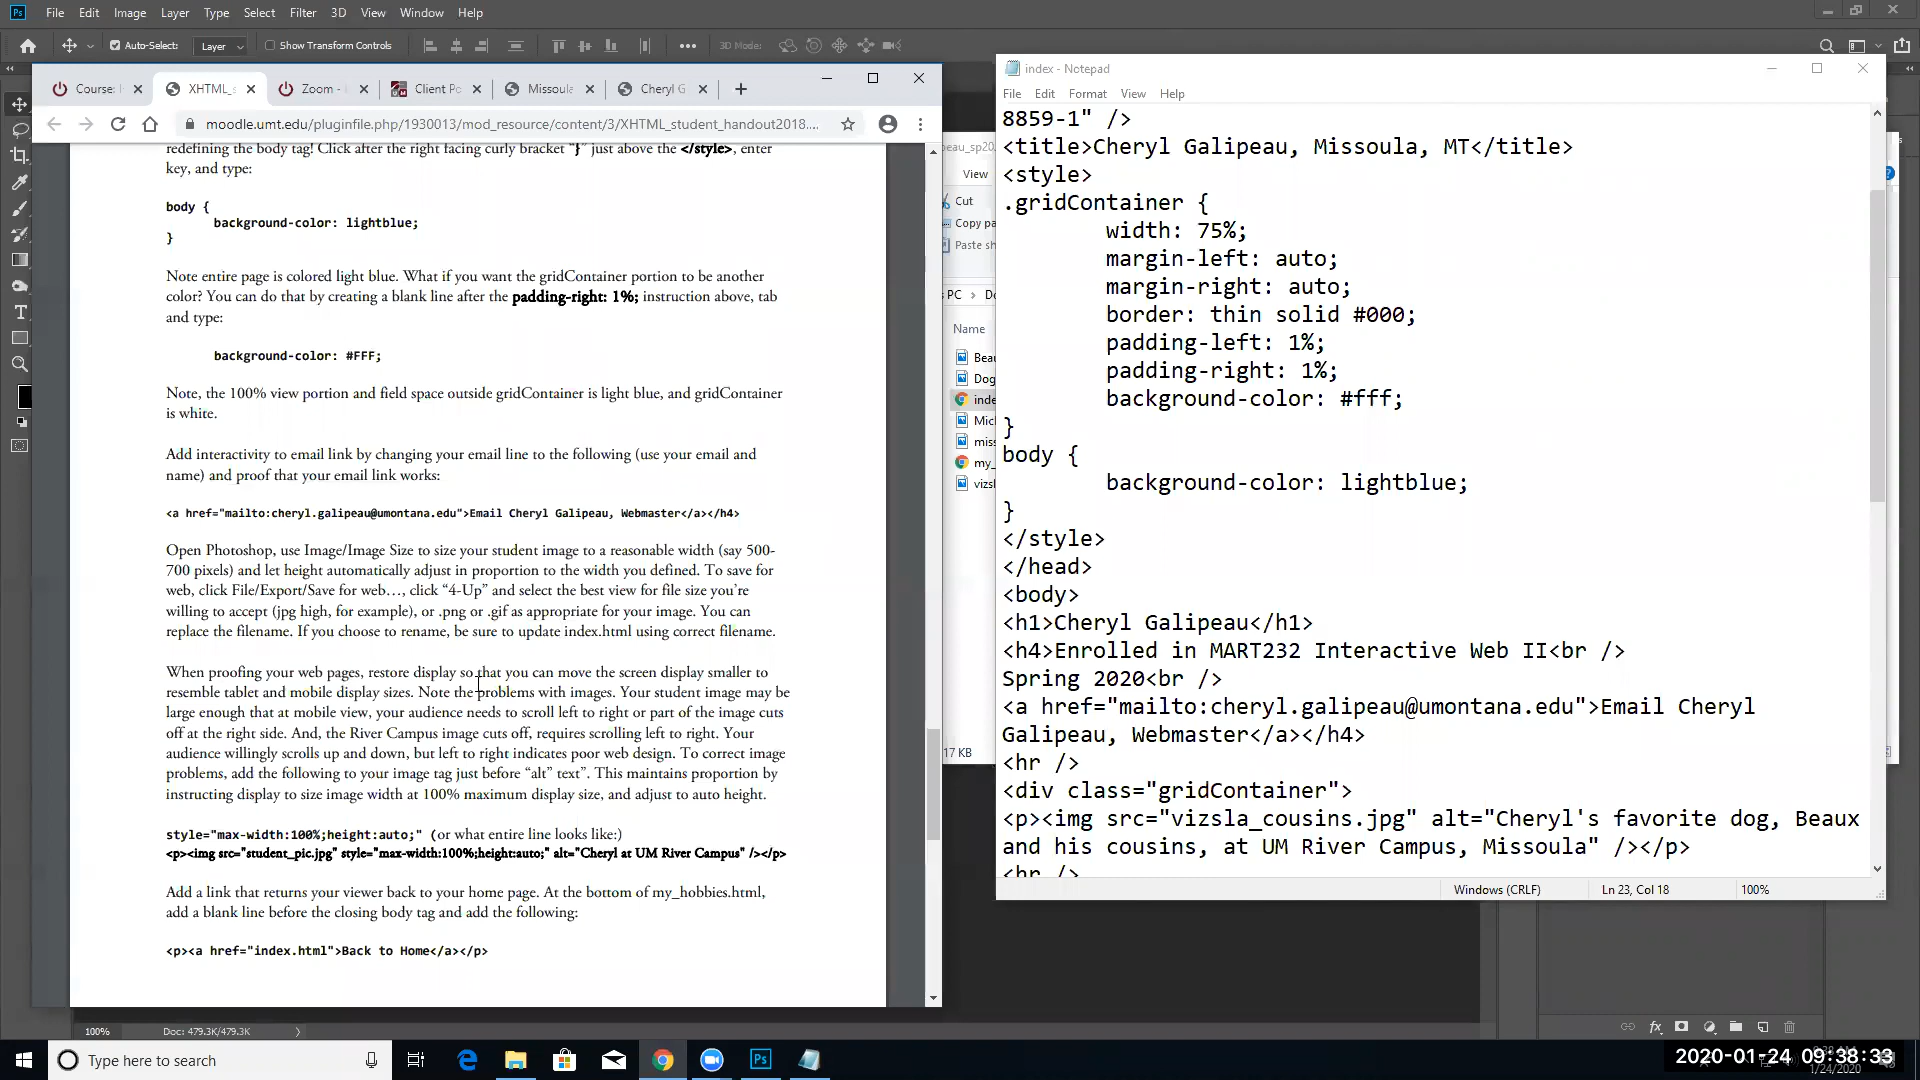 Ps File Edit Image Layer Type Select Filter 3D View Window Help
Auto-Select: Layer Show Transform Controls 3D Mode:
Course: XHTML_s Zoom - Client Po Missoula Cheryl G
moodle.umt.edu/pluginfile.php/1930013/mod_resource/content/3/XHTML_student_handout2018....
redefining the body tag! Click after the right facing curly bracket “}” just above the </style>, enter
key, and type:
body {
background-color: lightblue;
}
Note entire page is colored light blue. What if you want the gridContainer portion to be another
color? You can do that by creating a blank line after the padding-right: 1%; instruction above, tab
and type:
background-color: #FFF;
Note, the 100% view portion and field space outside gridContainer is light blue, and gridContainer
is white.
Add interactivity to email link by changing your email line to the following (use your email and
name) and proof that your email link works:
<a href="mailto:cheryl.galipeau@umontana.edu">Email Cheryl Galipeau, Webmaster</a></h4>
Open Photoshop, use Image/Image Size to size your student image to a reasonable width (say 500-
700 pixels) and let height automatically adjust in proportion to the width you defined. To save for
web, click File/Export/Save for web…, click “4-Up” and select the best view for file size you’re
willing to accept (jpg high, for example), or .png or .gif as appropriate for your image. You can
replace the filename. If you choose to rename, be sure to update index.html using correct filename.
When proofing your web pages, restore display so that you can move the screen display smaller to
resemble tablet and mobile display sizes. Note the problems with images. Your student image may be
large enough that at mobile view, your audience needs to scroll left to right or part of the image cuts
off at the right side. And, the River Campus image cuts off, requires scrolling left to right. Your
audience willingly scrolls up and down, but left to right indicates poor web design. To correct image
problems, add the following to your image tag just before “alt” text”. This maintains proportion by
instructing display to size image width at 100% maximum display size, and adjust to auto height.
style="max-width:100%;height:auto;" (or what entire line looks like:)
<p><img src="student_pic.jpg" style="max-width:100%;height:auto;" alt="Cheryl at UM River Campus" /></p>
Add a link that returns your viewer back to your home page. At the bottom of my_hobbies.html,
add a blank line before the closing body tag and add the following:
<p><a href="index.html">Back to Home</a></p>
100% Doc: 479.3K/479.3K
beau_sp20
View
Cut
Copy pa
Paste sh
s PC Do
Name
Beau
Dog
inde
Mich
miss
my_
vizsl
17 KB
index - Notepad
File Edit Format View Help
8859-1" />
<title>Cheryl Galipeau, Missoula, MT</title>
<style>
.gridContainer {
width: 75%;
margin-left: auto;
margin-right: auto;
border: thin solid #000;
padding-left: 1%;
padding-right: 1%;
background-color: #fff;
}
body {
background-color: lightblue;
}
</style>
</head>
<body>
<h1>Cheryl Galipeau</h1>
<h4>Enrolled in MART232 Interactive Web II<br />
Spring 2020<br />
<a href="mailto:cheryl.galipeau@umontana.edu">Email Cheryl
Galipeau, Webmaster</a></h4>
<hr />
<div class="gridContainer">
<p><img src="vizsla_cousins.jpg" alt="Cheryl's favorite dog, Beaux
and his cousins, at UM River Campus, Missoula" /></p>
<hr />
Windows (CRLF) Ln 23, Col 18 100%
Type here to search
2020-01-24 09:38:33
1/24/2020